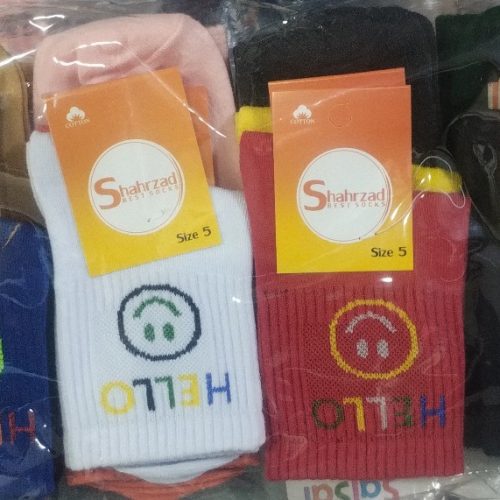 COTTON
Shahrzad
BEST SOCKS
Size 5
HELLO
COTTON
Shahrzad
BEST SOCKS
Size 5
HELLO